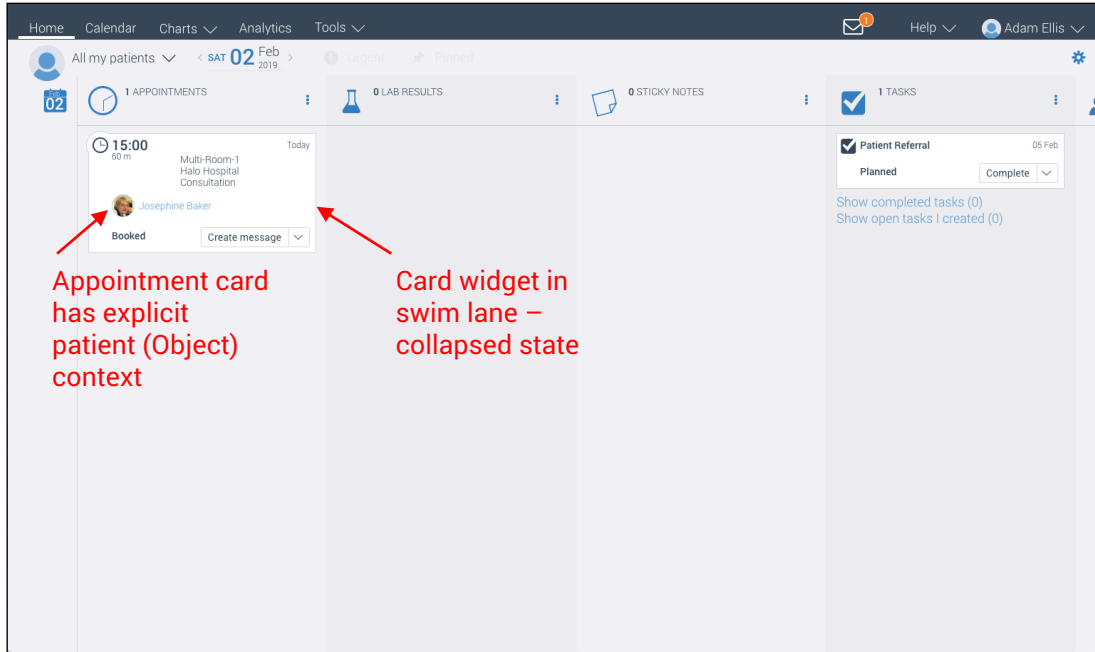 Home Calendar Charts Analytics Tools 1 Help Adam Ellis
All my patients < SAT 02 Feb 2019 > Urgent Pinned
02
1 APPOINTMENTS
0 LAB RESULTS
0 STICKY NOTES
1 TASKS
15:00 Today
60 m
Multi-Room-1
Halo Hospital
Consultation
Josephine Baker
Booked Create message
Patient Referral 05 Feb
Planned Complete
Show completed tasks (0)
Show open tasks I created (0)
Appointment card
has explicit
patient (Object)
context
Card widget in
swim lane –
collapsed state